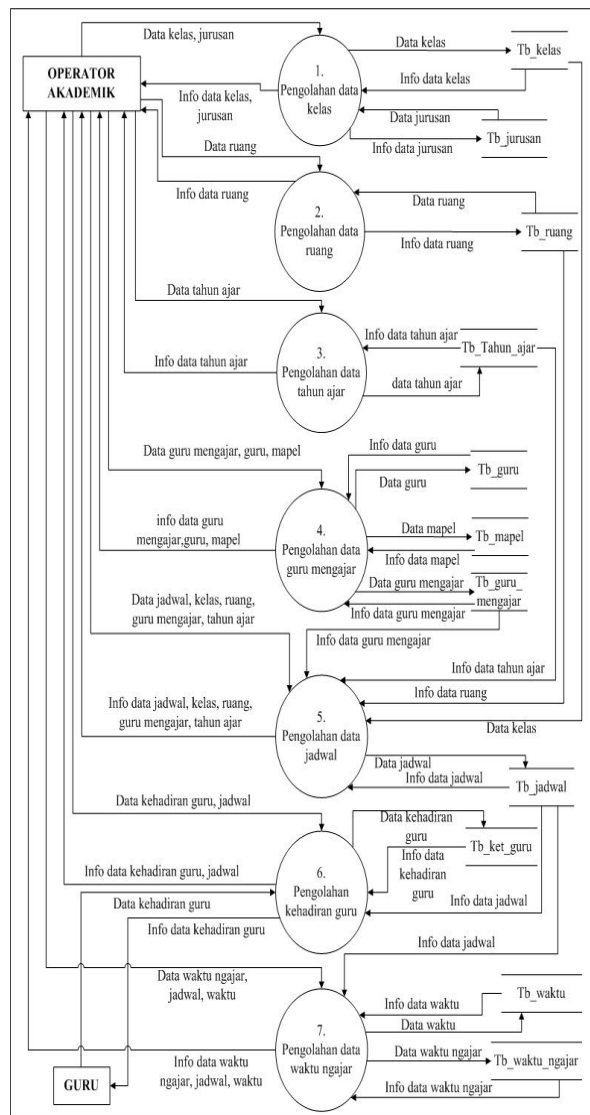 Data kelas, jurusan
OPERATOR
AKADEMIK
Info data kelas,
jurusan
1.
Pengolahan data
kelas
Data kelas
Tb_kelas
Info data kelas
Data jurusan
Info data jurusan
Tb_jurusan
Data ruang
Info data ruang
2.
Pengolahan data
ruang
Data ruang
Info data ruang
Tb_ruang
Data tahun ajar
Info data tahun ajar
3.
Pengolahan data
tahun ajar
Info data tahun ajar
Tb_Tahun_ajar
data tahun ajar
Data guru mengajar, guru, mapel
info data guru
mengajar,guru, mapel
4.
Pengolahan data
guru mengajar
Info data guru
Tb_guru
Data guru
Data mapel
Tb_mapel
Info data mapel
Data guru mengajar
Tb_guru_
mengajar
Info data guru mengajar
Info data guru mengajar
Data jadwal, kelas, ruang,
guru mengajar, tahun ajar
Info data jadwal, kelas, ruang,
guru mengajar, tahun ajar
5.
Pengolahan data
jadwal
Info data tahun ajar
Info data ruang
Data kelas
Data jadwal
Info data jadwal
Tb_jadwal
Data kehadiran guru, jadwal
Info data kehadiran guru, jadwal
Data kehadiran guru
Info data kehadiran guru
6.
Pengolahan
kehadiran guru
Data kehadiran
guru
Info data
kehadiran
guru
Tb_ket_guru
Info data jadwal
Info data jadwal
Data waktu ngajar,
jadwal, waktu
Info data waktu
ngajar, jadwal, waktu
7.
Pengolahan data
waktu ngajar
Info data waktu
Tb_waktu
Data waktu
Data waktu ngajar
Tb_waktu_ngajar
Info data waktu ngajar
GURU